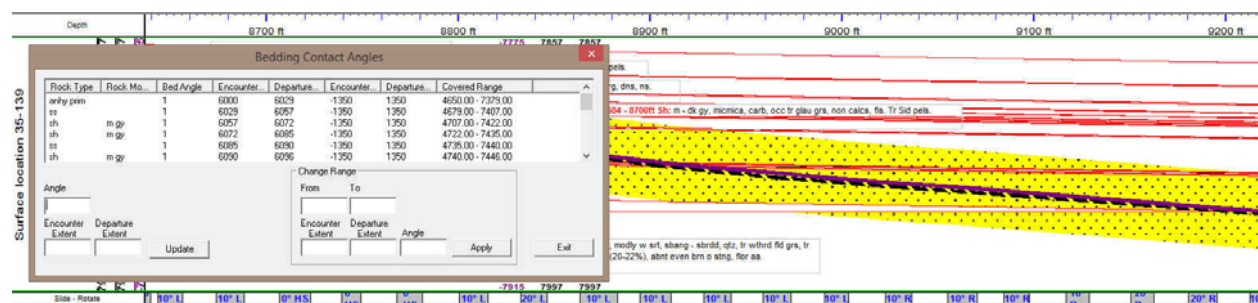 Depth 8700 ft 8800 ft 8900 ft 9000 ft 9100 ft 9200 ft
-7775 7857 7857
Bedding Contact Angles
Rock Type Rock Mo... Bed Angle Encounter... Departure... Encounter... Departure... Covered Range
anhy prim 1 6000 6029 -1350 1350 4650.00 - 7379.00
ss 1 6029 6057 -1350 1350 4679.00 - 7407.00
sh m gy 1 6057 6072 -1350 1350 4707.00 - 7422.00
sh m gy 1 6072 6085 -1350 1350 4722.00 - 7435.00
ss 1 6085 6090 -1350 1350 4735.00 - 7440.00
sh m gy 1 6090 6096 -1350 1350 4740.00 - 7446.00
Surface location 35-139
pels.
rg, dns, ns.
- 8700ft Sh: m - dk gy, micmica, carb, occ tr glau grs, non calcs, fis. Tr Sid pels.
Change Range
Angle From To
Encounter Extent Departure Extent Update
Encounter Extent Departure Extent Angle Apply Exit
, modly w srt, sbang - sbrdd, qtz, tr wthrd fld grs, tr
(20-22%), abnt even brn o stng, flor aa.
-7915 7997 7997
Slide - Rotate 10° L 10° L 0° HS 10° L 20° L 10° L 10° L 10° L 10° L 10° R 10° R 10° R 20° R